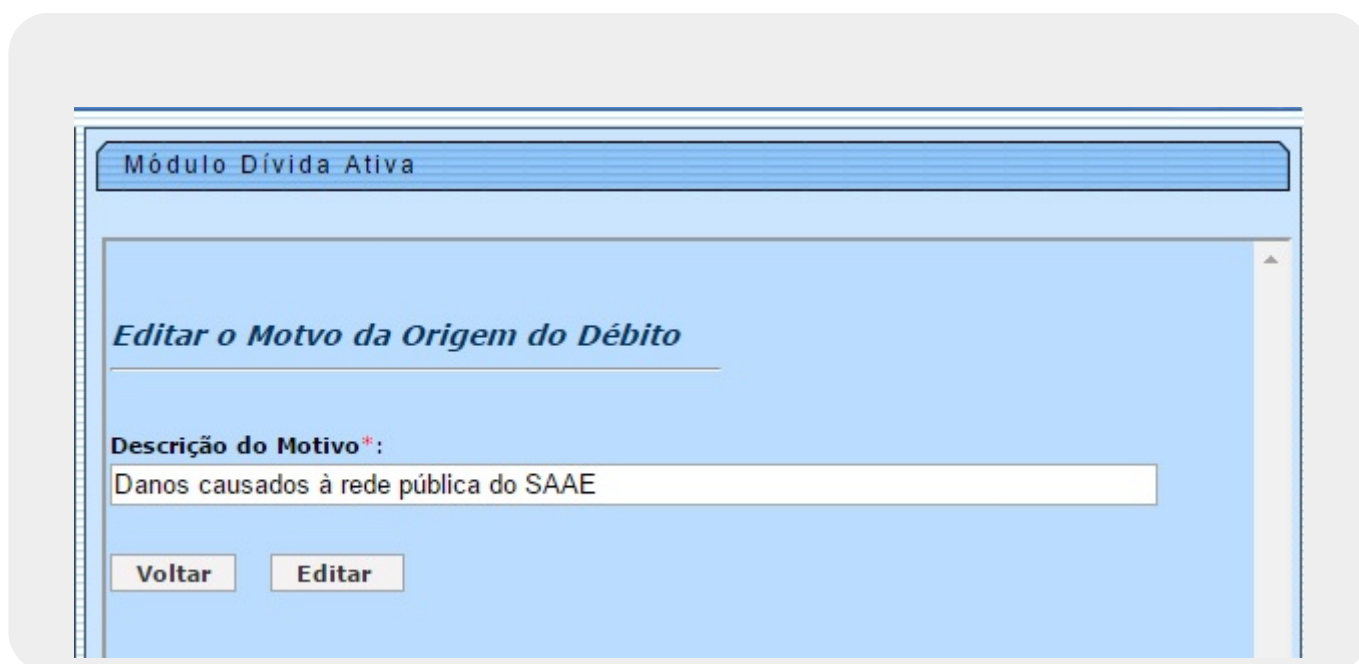 Módulo Dívida Ativa
Editar o Motvo da Origem do Débito
Descrição do Motivo*:
Danos causados à rede pública do SAAE
Voltar Editar